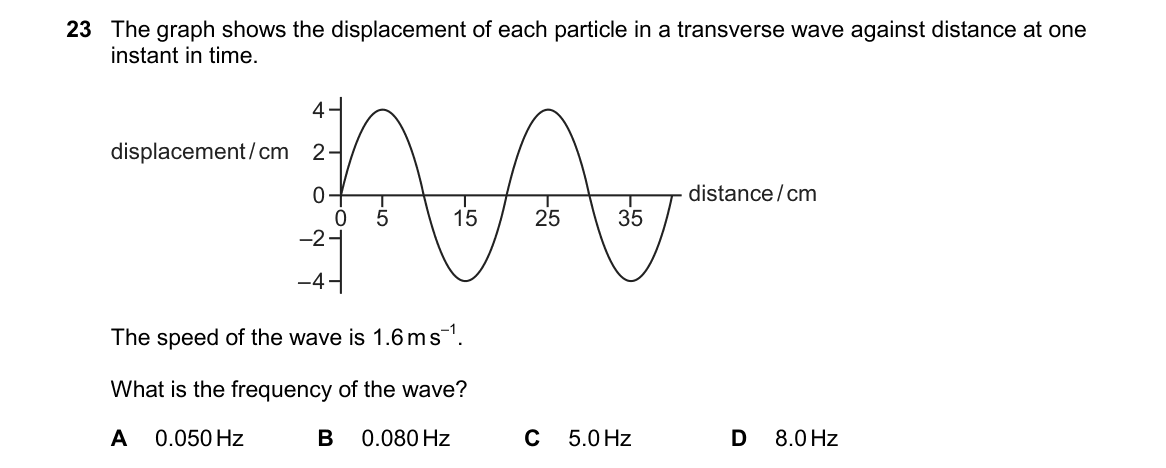 23 The graph shows the displacement of each particle in a transverse wave against distance at one
instant in time.
4
displacement / cm 2
0 distance / cm
0 5 15 25 35
–2
–4
The speed of the wave is 1.6 m s⁻¹.
What is the frequency of the wave?
A 0.050 Hz B 0.080 Hz C 5.0 Hz D 8.0 Hz